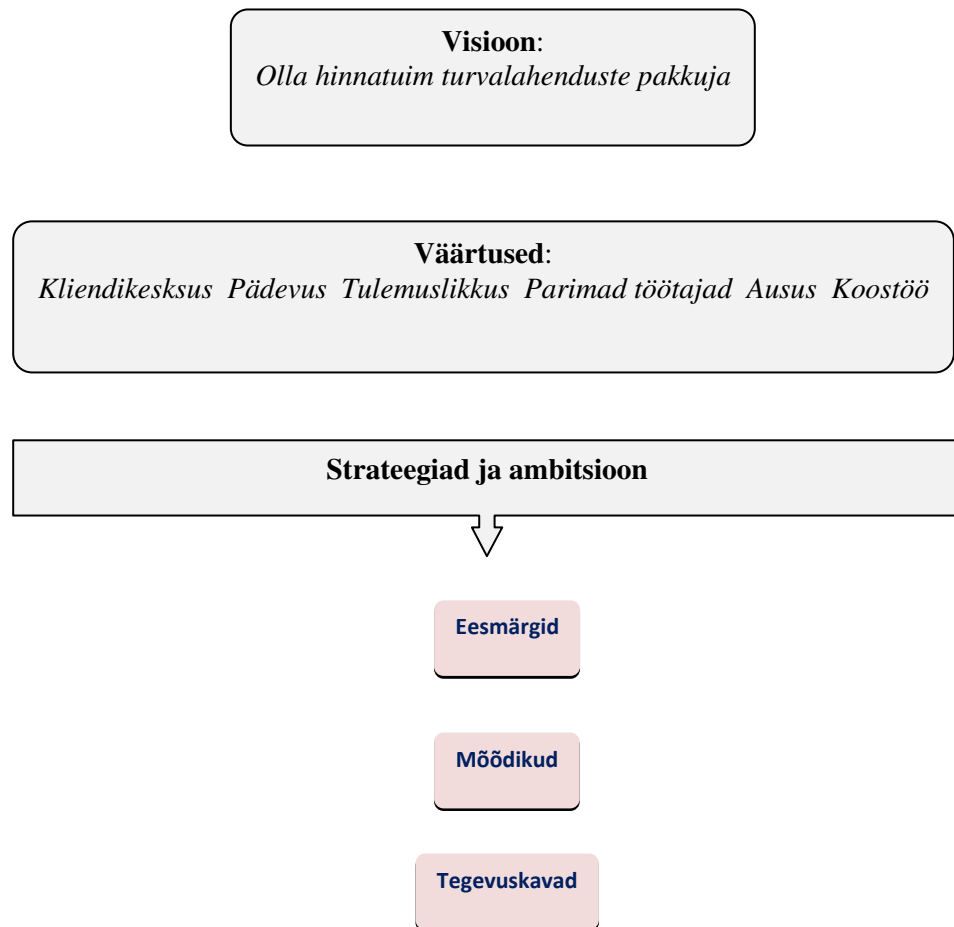 Visioon:
Olla hinnatuim turvalahenduste pakkuja
Väärtused:
Kliendikesksus Pädevus Tulemuslikkus Parimad töötajad Ausus Koostöö
Strateegiad ja ambitsioon
Eesmärgid
Mõõdikud
Tegevuskavad